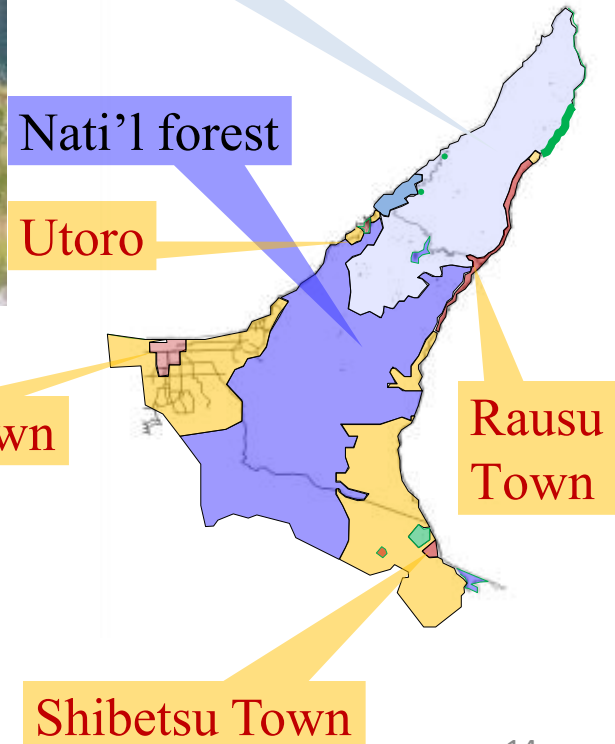 Nati’l forest
Utoro
wn
Rausu
Town
Shibetsu Town